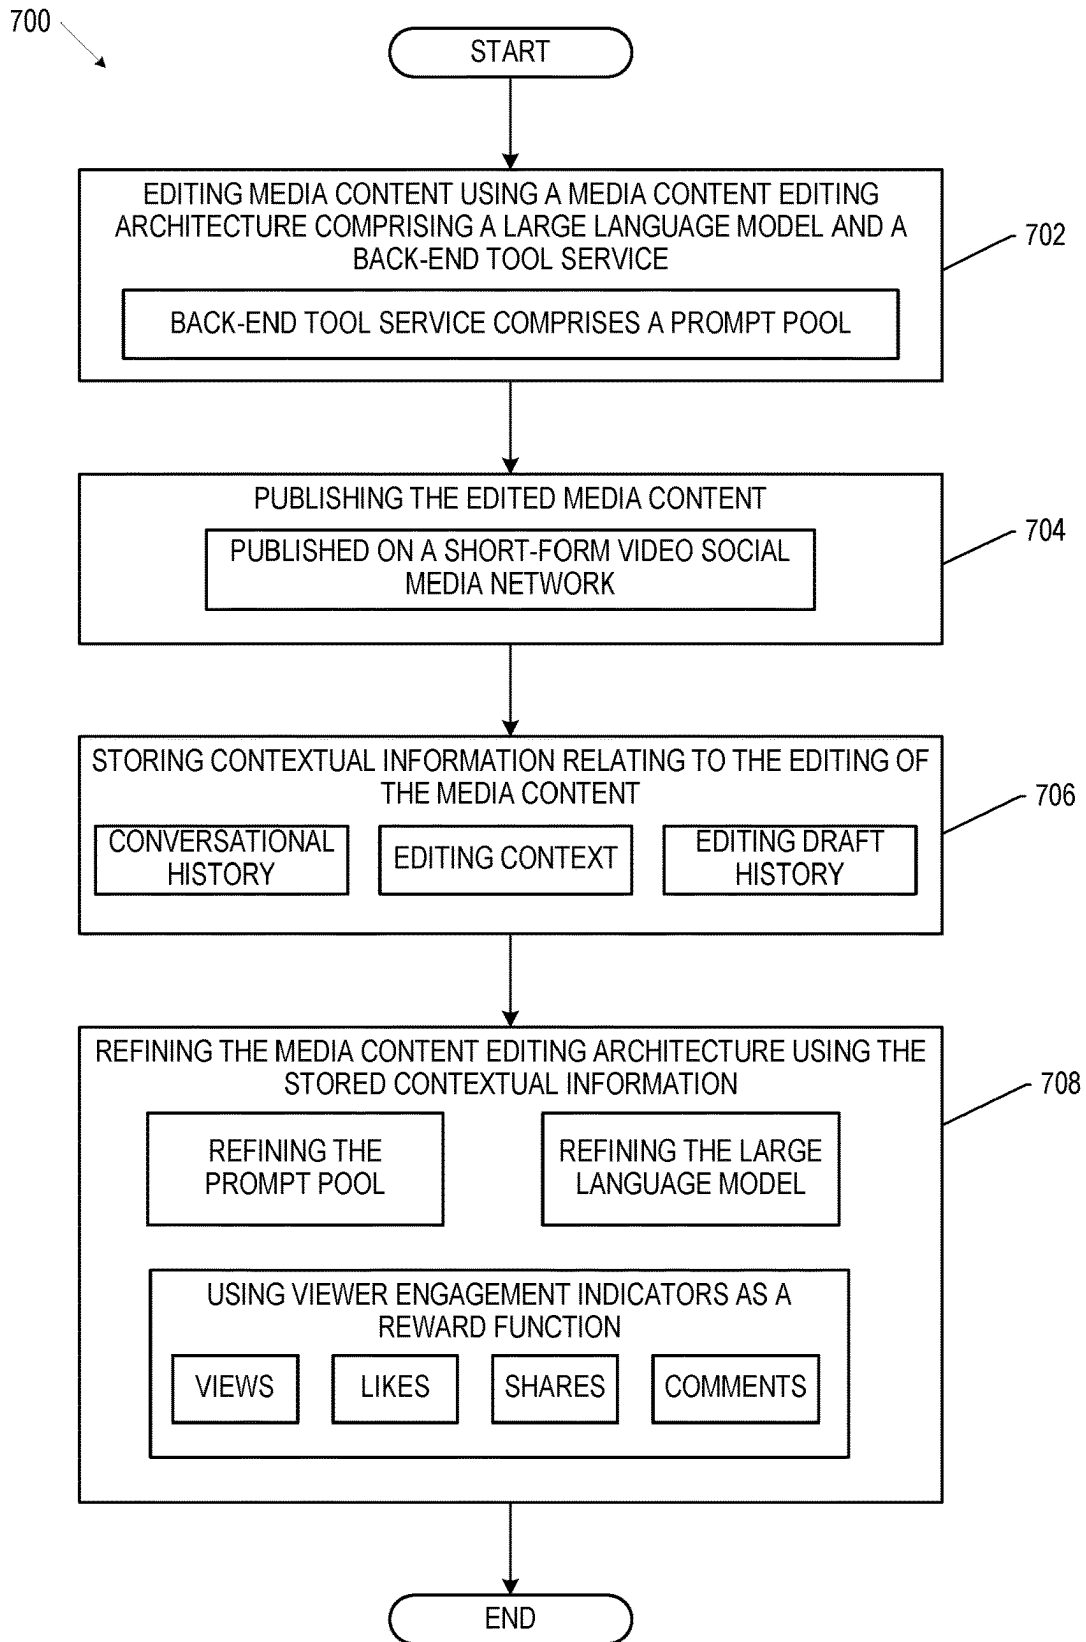 700
START
EDITING MEDIA CONTENT USING A MEDIA CONTENT EDITING
ARCHITECTURE COMPRISING A LARGE LANGUAGE MODEL AND A
BACK-END TOOL SERVICE
702
BACK-END TOOL SERVICE COMPRISES A PROMPT POOL
PUBLISHING THE EDITED MEDIA CONTENT
704
PUBLISHED ON A SHORT-FORM VIDEO SOCIAL
MEDIA NETWORK
STORING CONTEXTUAL INFORMATION RELATING TO THE EDITING OF
THE MEDIA CONTENT
706
CONVERSATIONAL
HISTORY
EDITING CONTEXT
EDITING DRAFT
HISTORY
REFINING THE MEDIA CONTENT EDITING ARCHITECTURE USING THE
STORED CONTEXTUAL INFORMATION
708
REFINING THE
PROMPT POOL
REFINING THE LARGE
LANGUAGE MODEL
USING VIEWER ENGAGEMENT INDICATORS AS A
REWARD FUNCTION
VIEWS
LIKES
SHARES
COMMENTS
END